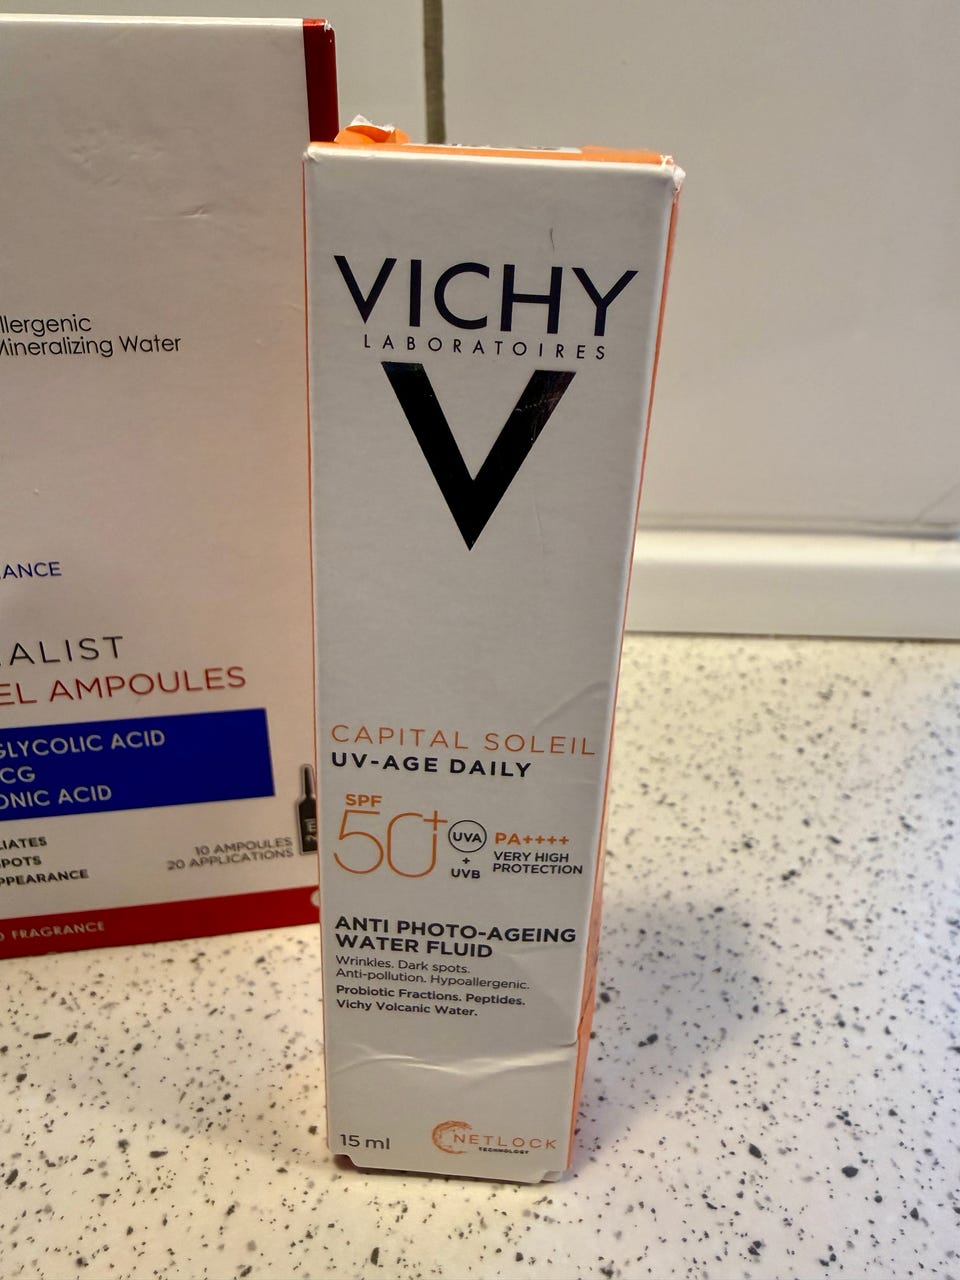 llergenic
Mineralizing Water
ANCE
ALIST
EL AMPOULES
GLYCOLIC ACID
CG
ONIC ACID
LIATES
POTS
PPEARANCE
10 AMPOULES
20 APPLICATIONS
FRAGRANCE
VICHY
LABORATOIRES
V
CAPITAL SOLEIL
UV-AGE DAILY
SPF
50+
UVA
+
UVB
PA++++
VERY HIGH
PROTECTION
ANTI PHOTO-AGEING
WATER FLUID
Wrinkles. Dark spots.
Anti-pollution. Hypoallergenic.
Probiotic Fractions. Peptides.
Vichy Volcanic Water.
15 ml
NETLOCK
TECHNOLOGY